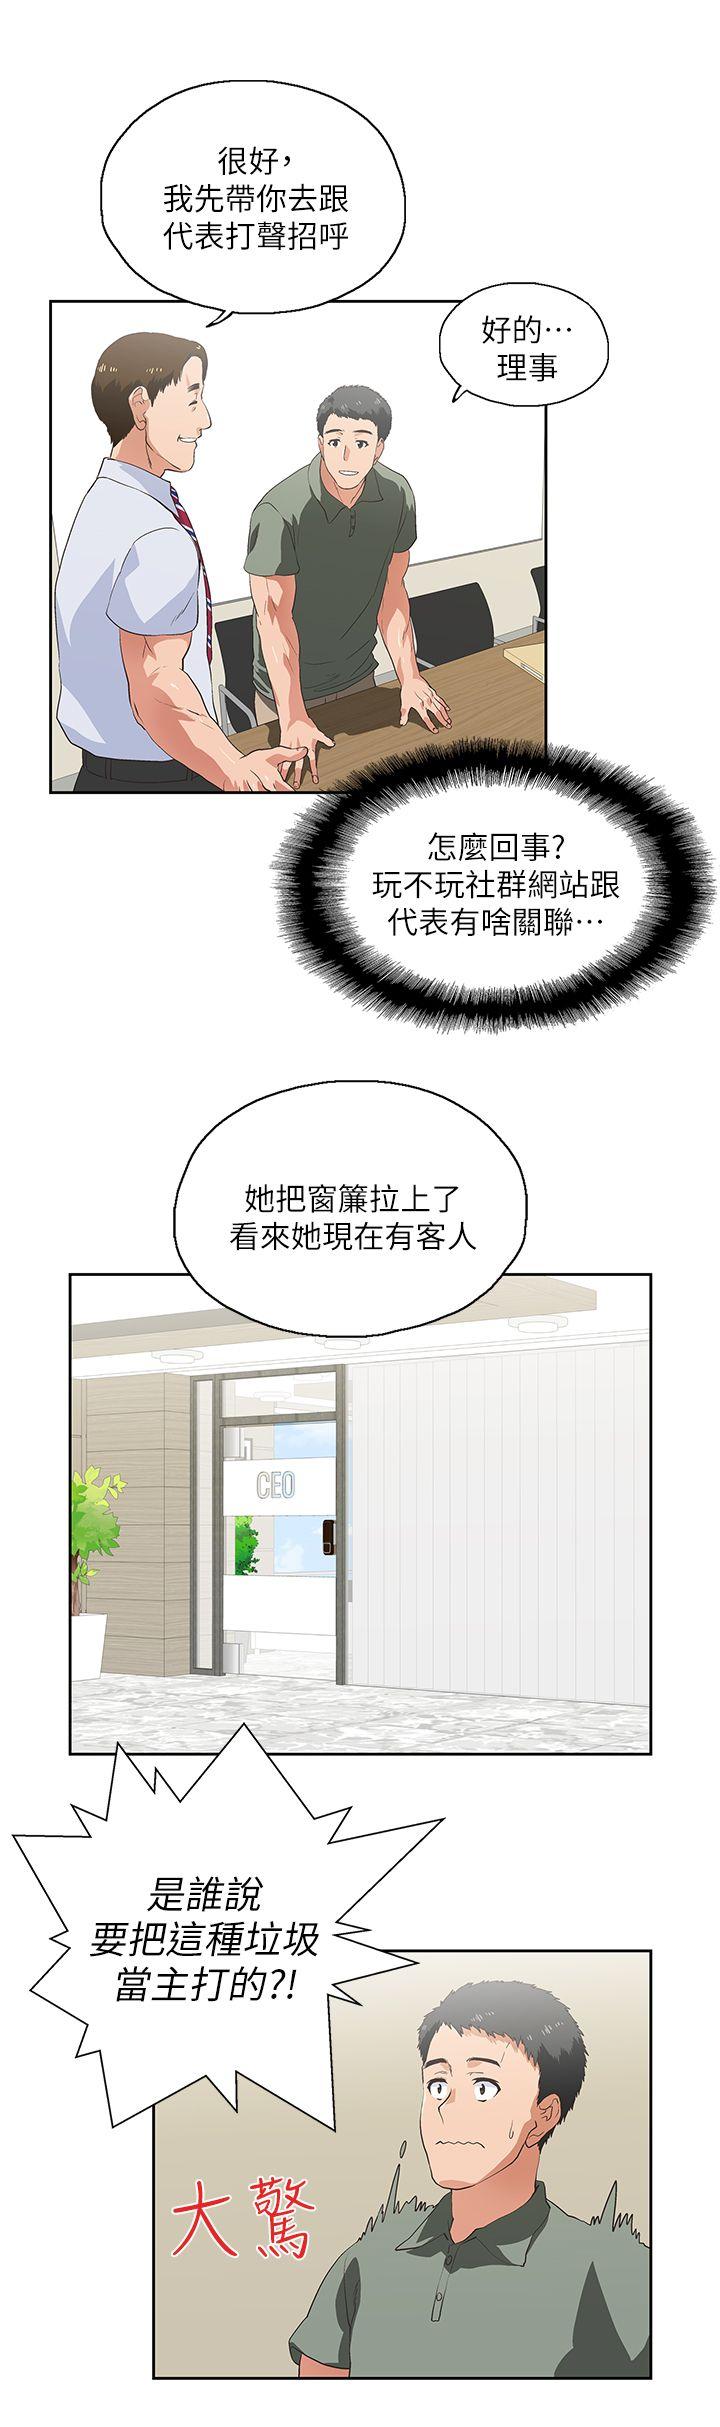 很好，
我先帶你去跟
代表打聲招呼
好的…
理事
怎麼回事?
玩不玩社群網站跟
代表有啥關聯…
她把窗簾拉上了
看來她現在有客人
CEO
是誰說
要把這種垃圾
當主打的?!
大驚